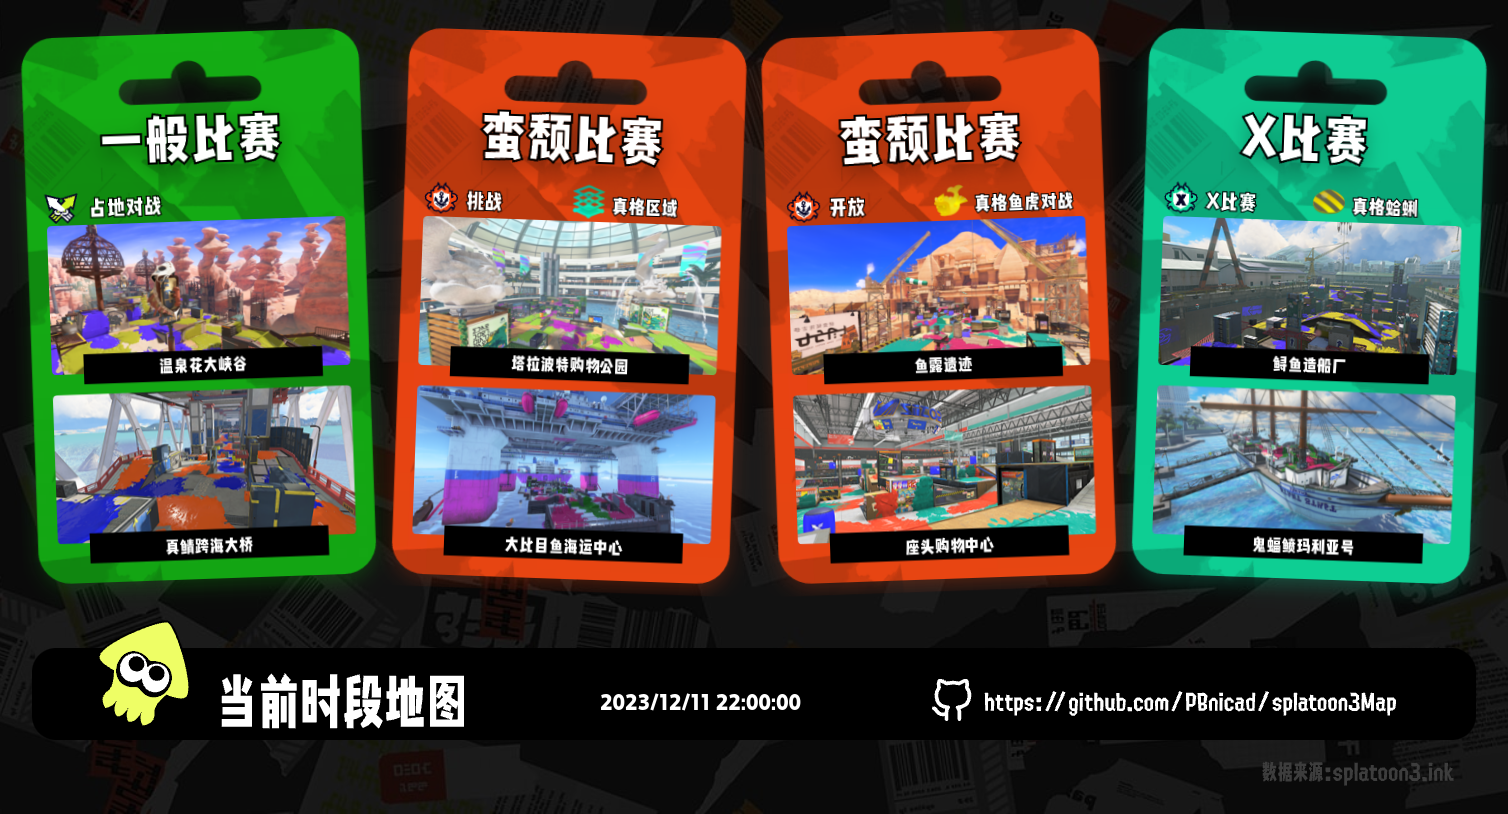 一般比赛
占地对战
温泉花大峡谷
真鲭跨海大桥
蛮颓比赛
挑战
真格区域
塔拉波特购物公园
大比目鱼海运中心
蛮颓比赛
开放
真格鱼虎对战
鱼露遗迹
座头购物中心
X比赛
X比赛
真格蛤蜊
鲟鱼造船厂
鬼蝠鲼玛利亚号
当前时段地图
2023/12/11 22:00:00
https://github.com/PBnicad/splatoon3Map
数据来源:splatoon3.ink